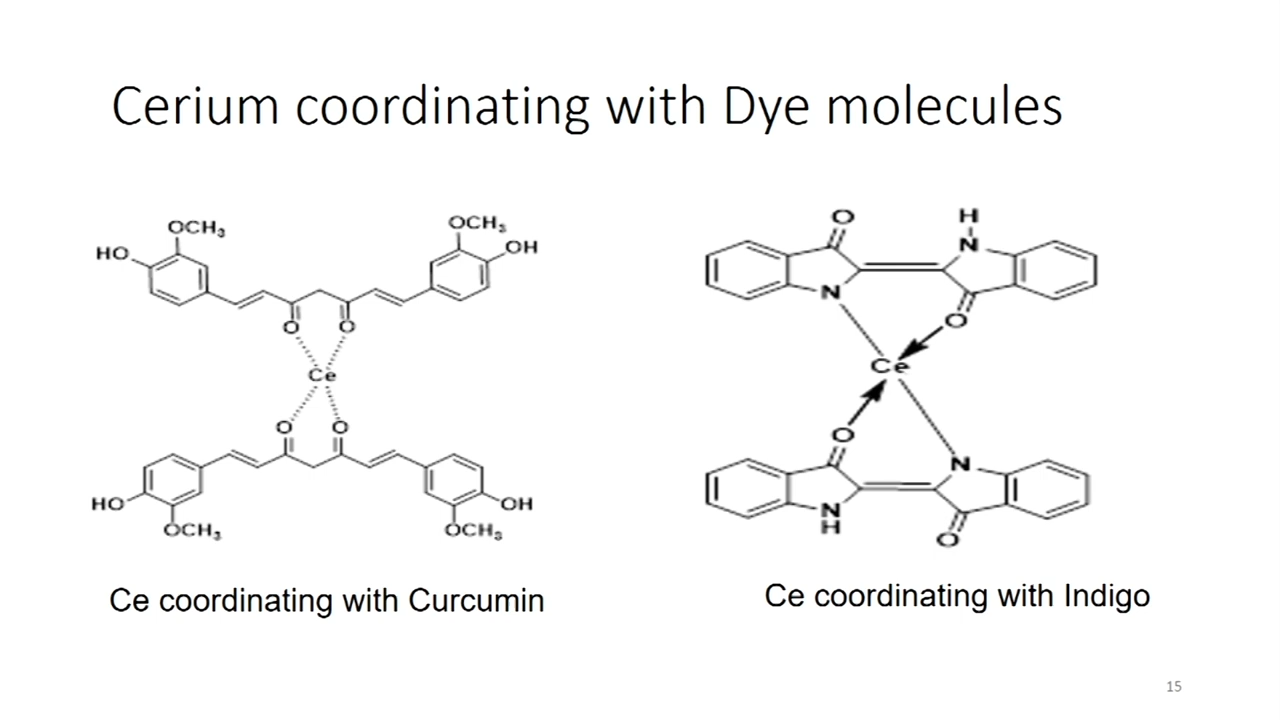 Cerium coordinating with Dye molecules
OCH3
HO
OCH3
OH
O
O
Ce
O
O
HO
OCH3
OH
OCH3
Ce coordinating with Curcumin
O
H
N
N
O
Ce
O
N
N
H
O
Ce coordinating with Indigo
15